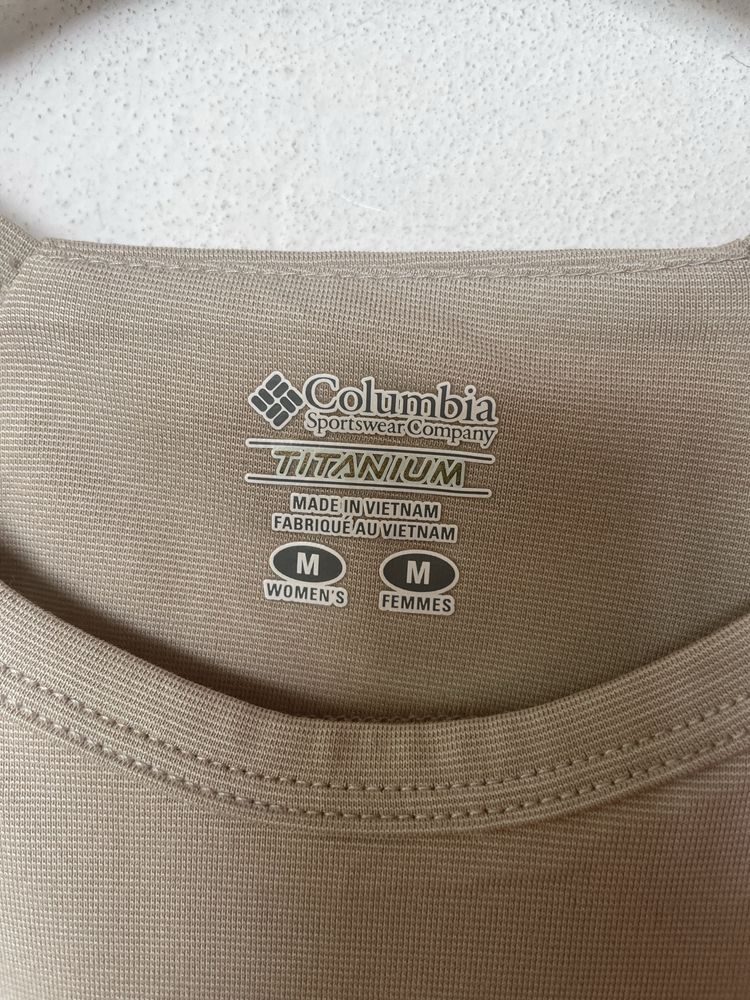 Columbia
Sportswear Company
TITANIUM
MADE IN VIETNAM
FABRIQUÉ AU VIETNAM
M M
WOMEN'S FEMMES